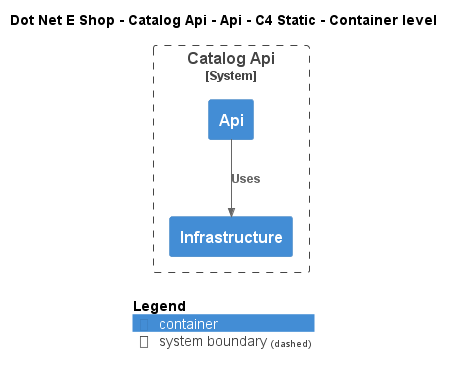 Dot Net E Shop - Catalog Api - Api - C4 Static - Container level
Catalog Api
[System]
Api
Uses
Infrastructure
Legend
container
system boundary (dashed)